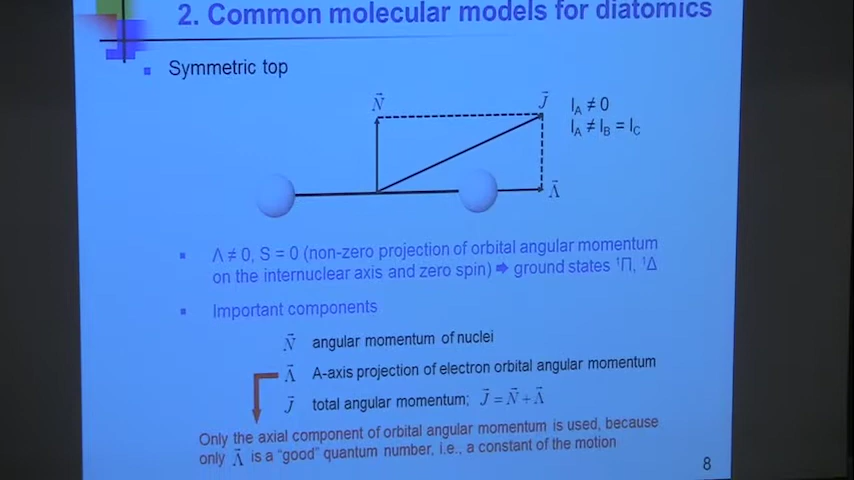 2. Common molecular models for diatomics
Symmetric top
N⃗
J⃗
I_A ≠ 0
I_A ≠ I_B = I_C
Λ⃗
Λ ≠ 0, S = 0 (non-zero projection of orbital angular momentum
on the internuclear axis and zero spin) ➡ ground states ¹Π, ¹Δ
Important components
N⃗ angular momentum of nuclei
Λ⃗ A-axis projection of electron orbital angular momentum
J⃗ total angular momentum; J⃗ = N⃗ + Λ⃗
Only the axial component of orbital angular momentum is used, because
only Λ⃗ is a "good" quantum number, i.e., a constant of the motion
8